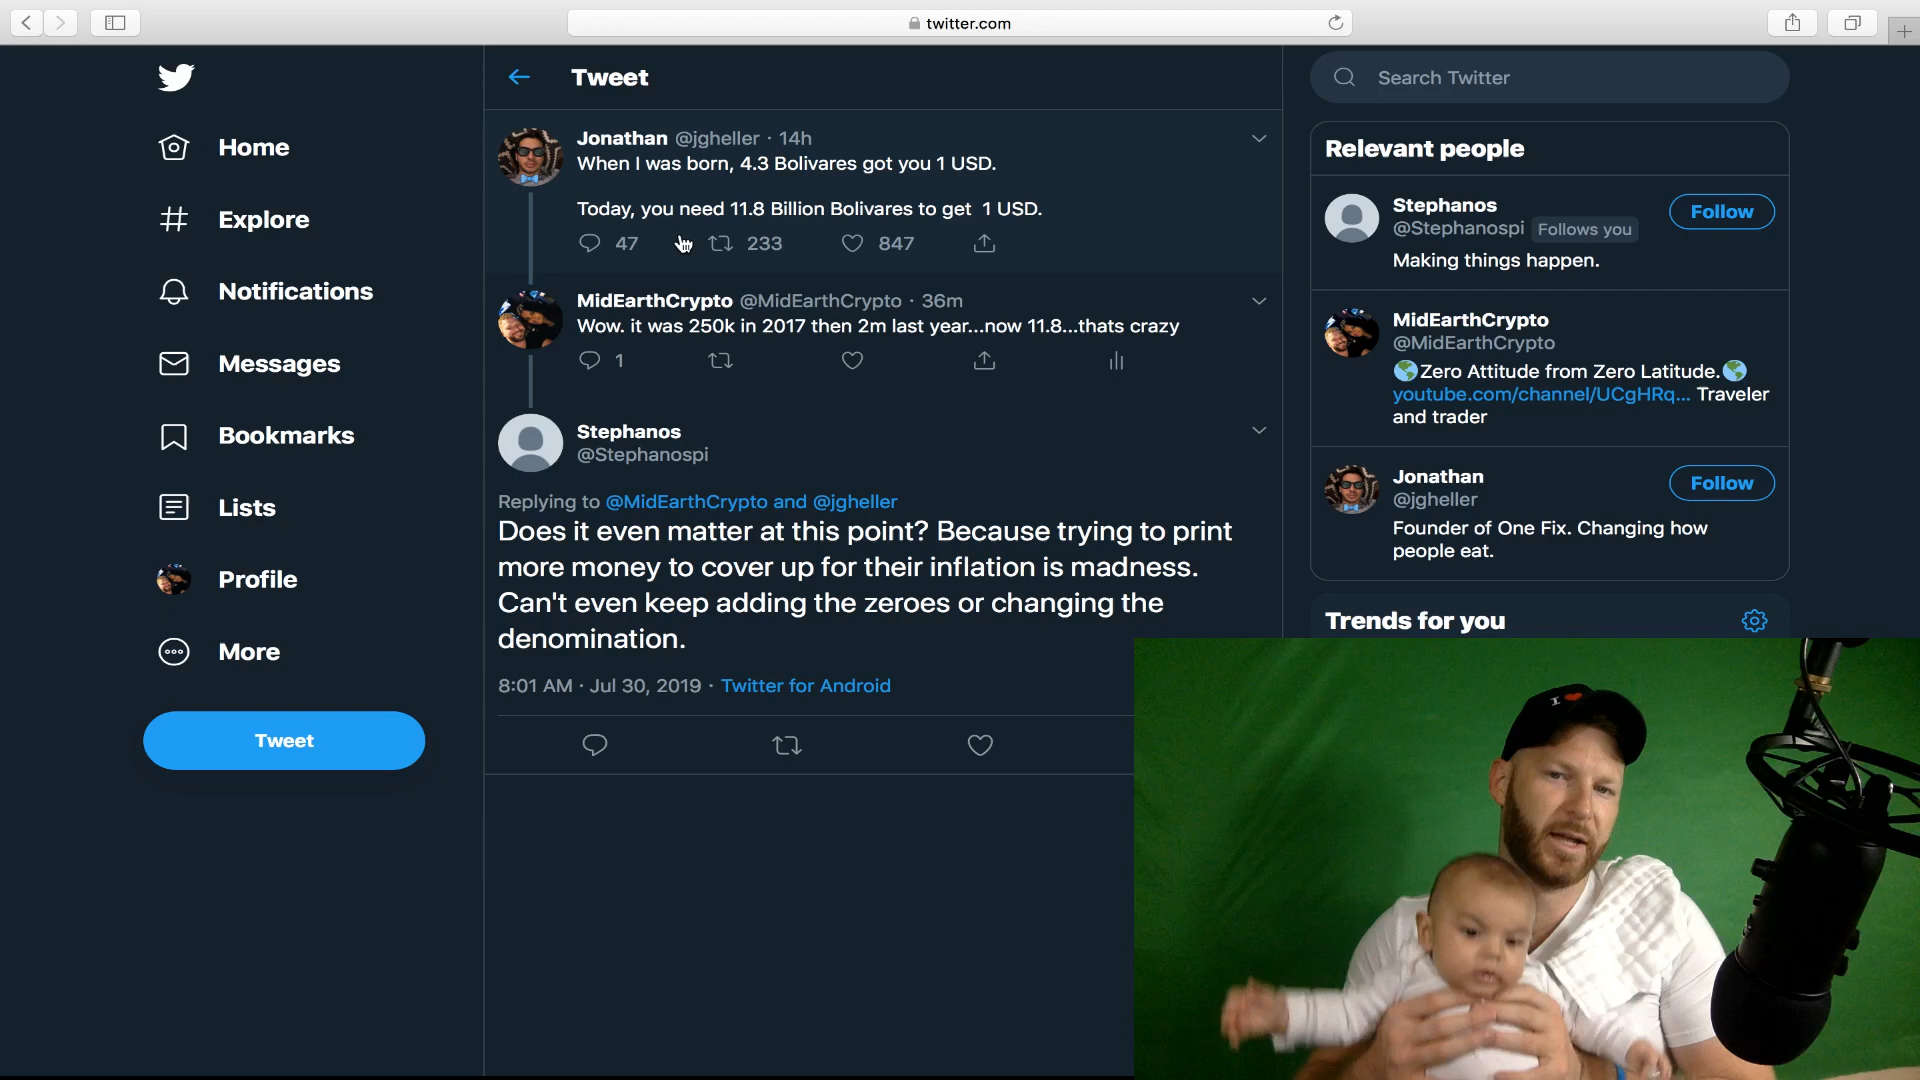 twitter.com
Tweet
Search Twitter
Home
Explore
Notifications
Messages
Bookmarks
Lists
Profile
More
Tweet
Jonathan @jgheller · 14h
When I was born, 4.3 Bolivares got you 1 USD.
Today, you need 11.8 Billion Bolivares to get 1 USD.
47 233 847
MidEarthCrypto @MidEarthCrypto · 36m
Wow. it was 250k in 2017 then 2m last year...now 11.8...thats crazy
1
Stephanos
@Stephanospi
Replying to @MidEarthCrypto and @jgheller
Does it even matter at this point? Because trying to print
more money to cover up for their inflation is madness.
Can't even keep adding the zeroes or changing the
denomination.
8:01 AM · Jul 30, 2019 · Twitter for Android
Relevant people
Stephanos
@Stephanospi Follows you
Follow
Making things happen.
MidEarthCrypto
@MidEarthCrypto
🌎Zero Attitude from Zero Latitude.🌎
youtube.com/channel/UCgHRq... Traveler
and trader
Jonathan
@jgheller
Follow
Founder of One Fix. Changing how
people eat.
Trends for you
I ❤